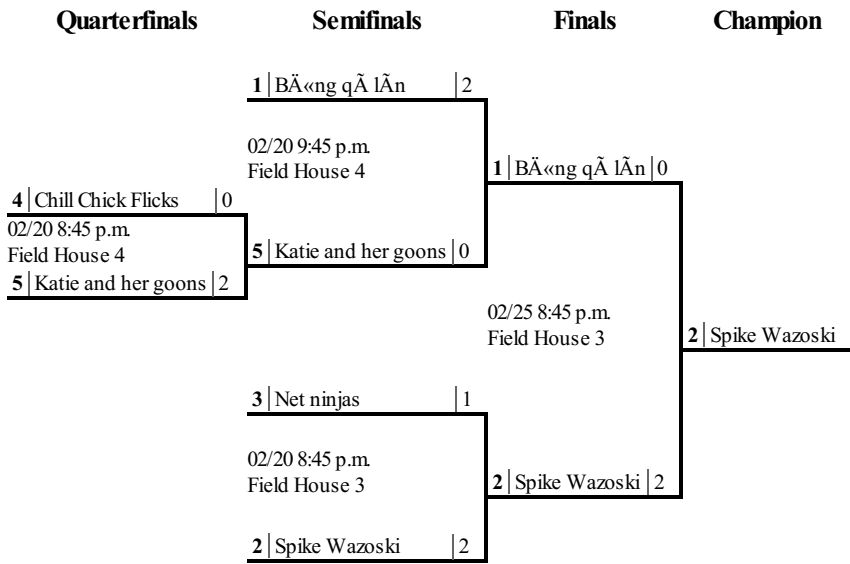 Quarterfinals Semifinals Finals Champion
1 BÄ«ng qÃ lÃn 2
02/20 9:45 p.m.
Field House 4
1 BÄ«ng qÃ lÃn 0
4 Chill Chick Flicks 0
02/20 8:45 p.m.
Field House 4
5 Katie and her goons 0
5 Katie and her goons 2
02/25 8:45 p.m.
Field House 3
2 Spike Wazoski
3 Net ninjas 1
02/20 8:45 p.m.
Field House 3
2 Spike Wazoski 2
2 Spike Wazoski 2